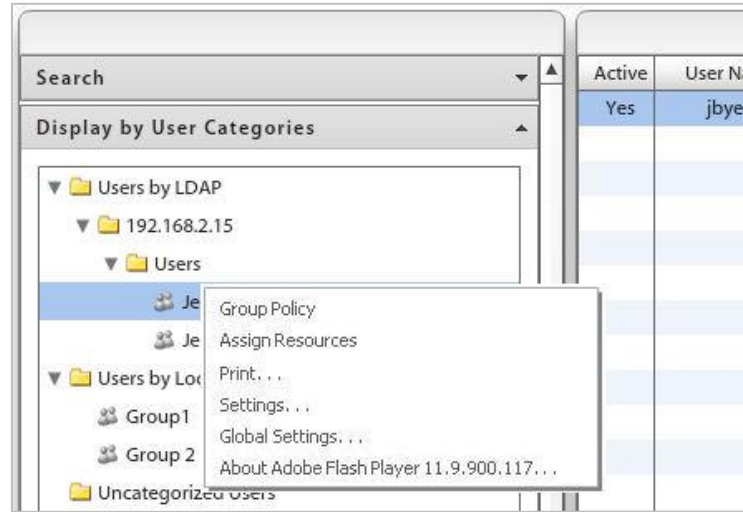 Search
Active
User N
Yes
jbye
Display by User Categories
Users by LDAP
192.168.2.15
Users
Je
Je
Users by Loc
Group1
Group 2
Uncategorized Users
Group Policy
Assign Resources
Print. . .
Settings. . .
Global Settings. . .
About Adobe Flash Player 11.9.900.117. . .